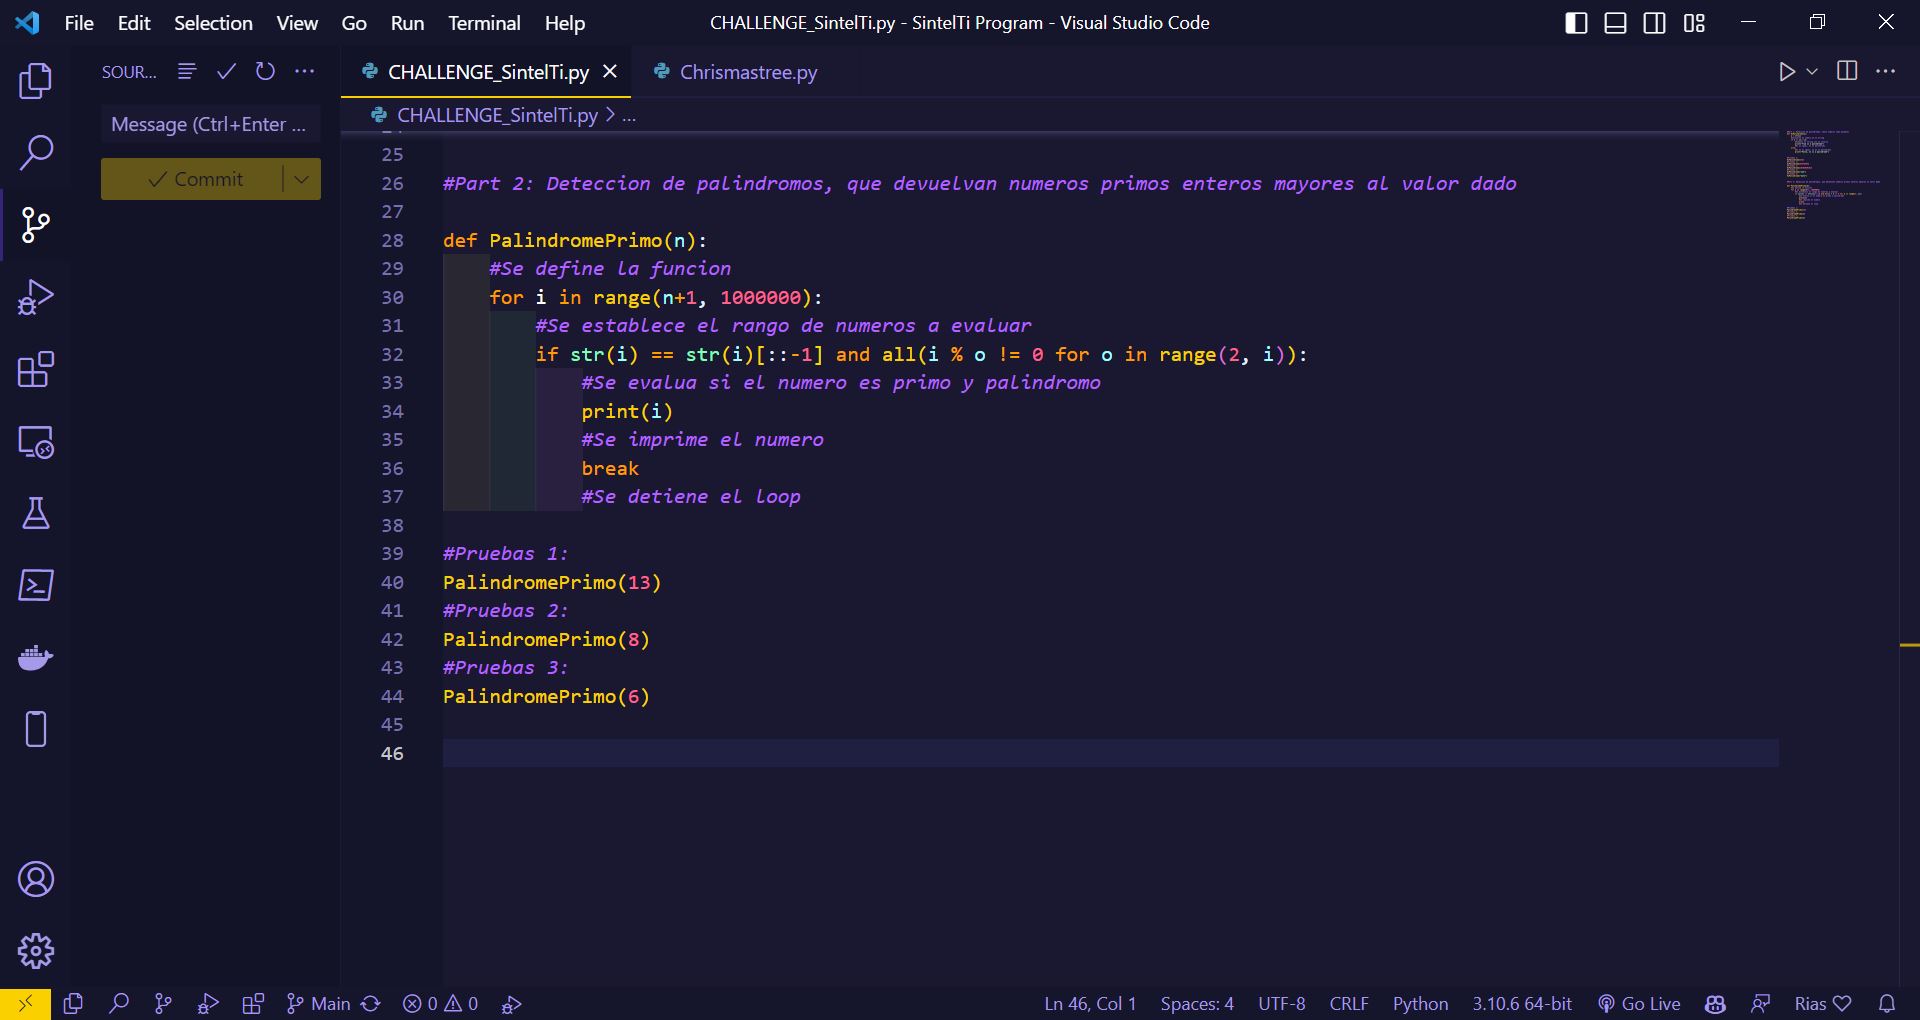 File Edit Selection View Go Run Terminal Help
CHALLENGE_SintelTi.py - SintelTi Program - Visual Studio Code
SOUR...
CHALLENGE_SintelTi.py
Chrismastree.py
CHALLENGE_SintelTi.py > ...
Message (Ctrl+Enter ...
Commit
25
26 #Part 2: Deteccion de palindromos, que devuelvan numeros primos enteros mayores al valor dado
27
28 def PalindromePrimo(n):
29 #Se define la funcion
30 for i in range(n+1, 1000000):
31 #Se establece el rango de numeros a evaluar
32 if str(i) == str(i)[::-1] and all(i % o != 0 for o in range(2, i)):
33 #Se evalua si el numero es primo y palindromo
34 print(i)
35 #Se imprime el numero
36 break
37 #Se detiene el loop
38
39 #Pruebas 1:
40 PalindromePrimo(13)
41 #Pruebas 2:
42 PalindromePrimo(8)
43 #Pruebas 3:
44 PalindromePrimo(6)
45
46
Main 0 0 Ln 46, Col 1 Spaces: 4 UTF-8 CRLF Python 3.10.6 64-bit Go Live Rias ♡